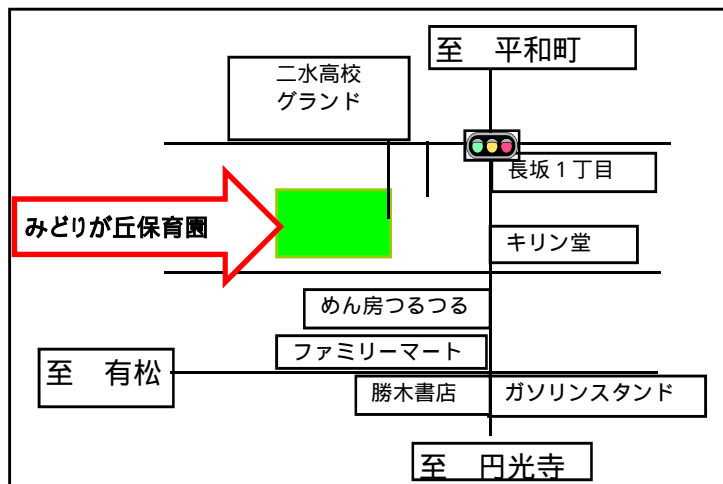 至 平和町
二水高校
グランド
長坂1丁目
みどりが丘保育園
キリン堂
めん房つるつる
ファミリーマート
至 有松
勝木書店
ガソリンスタンド
至 円光寺